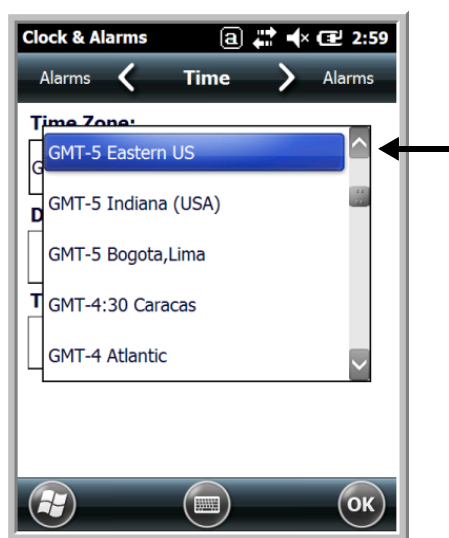 Clock & Alarms a 2:59
Alarms Time Alarms
Time Zone:
GMT-5 Eastern US
G
GMT-5 Indiana (USA)
D
GMT-5 Bogota,Lima
T
GMT-4:30 Caracas
GMT-4 Atlantic
OK